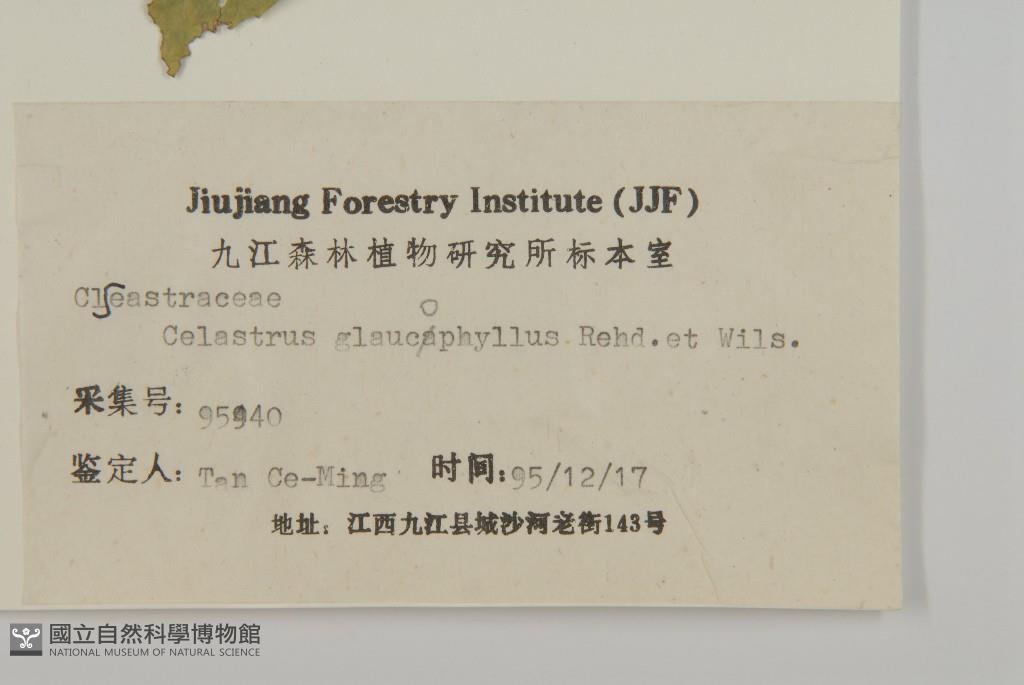 Jiujiang Forestry Institute (JJF)
九江森林植物研究所标本室
Cleastraceae
Celastrus glaucophyllus Rehd. et Wils.
采集号: 95940
鉴定人: Tan Ce-Ming 时间: 95/12/17
地址: 江西九江县城沙河老街143号
國立自然科學博物館
NATIONAL MUSEUM OF NATURAL SCIENCE